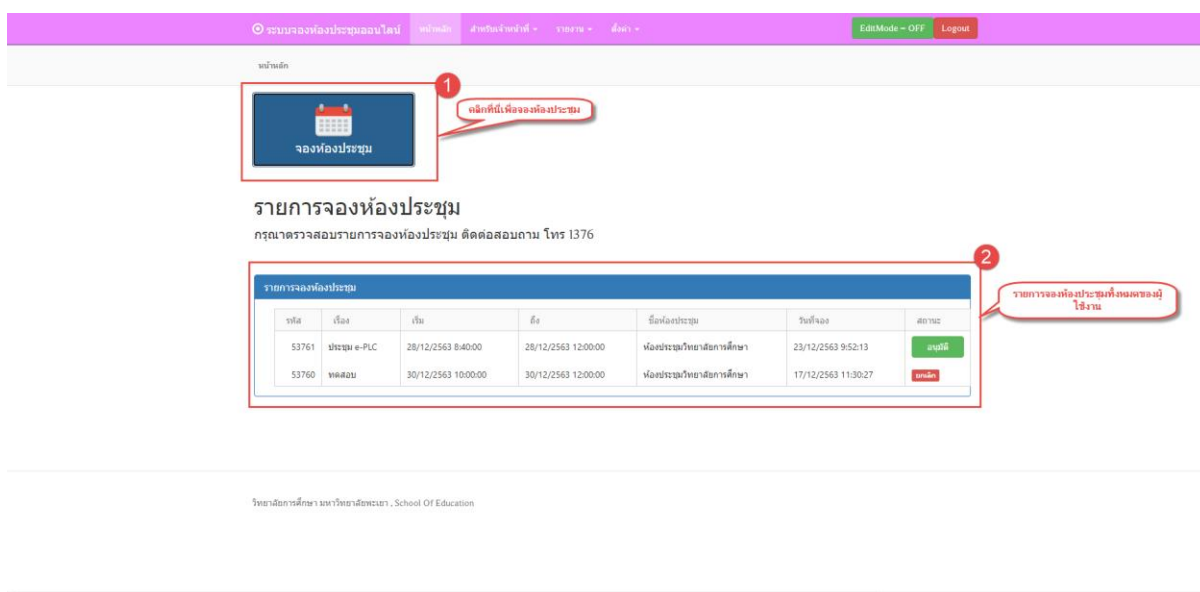 ระบบจองห้องประชุมออนไลน์ หน้าหลัก สำหรับเจ้าหน้าที่ รายงาน ตั้งค่า EditMode - OFF Logout
หน้าหลัก
1
คลิกที่นี่เพื่อจองห้องประชุม
จองห้องประชุม
รายการจองห้องประชุม
กรุณาตรวจสอบรายการจองห้องประชุม ติดต่อสอบถาม โทร 1376
2
รายการจองห้องประชุมทั้งหมดของผู้
ใช้งาน
รายการจองห้องประชุม
รหัส เรื่อง เริ่ม ถึง ชื่อห้องประชุม วันที่จอง สถานะ
53761 ประชุม e-PLC 28/12/2563 8:40:00 28/12/2563 12:00:00 ห้องประชุมวิทยาลัยการศึกษา 23/12/2563 9:52:13 อนุมัติ
53760 ทดสอบ 30/12/2563 10:00:00 30/12/2563 12:00:00 ห้องประชุมวิทยาลัยการศึกษา 17/12/2563 11:30:27 ยกเลิก
วิทยาลัยการศึกษา มหาวิทยาลัยพะเยา , School Of Education